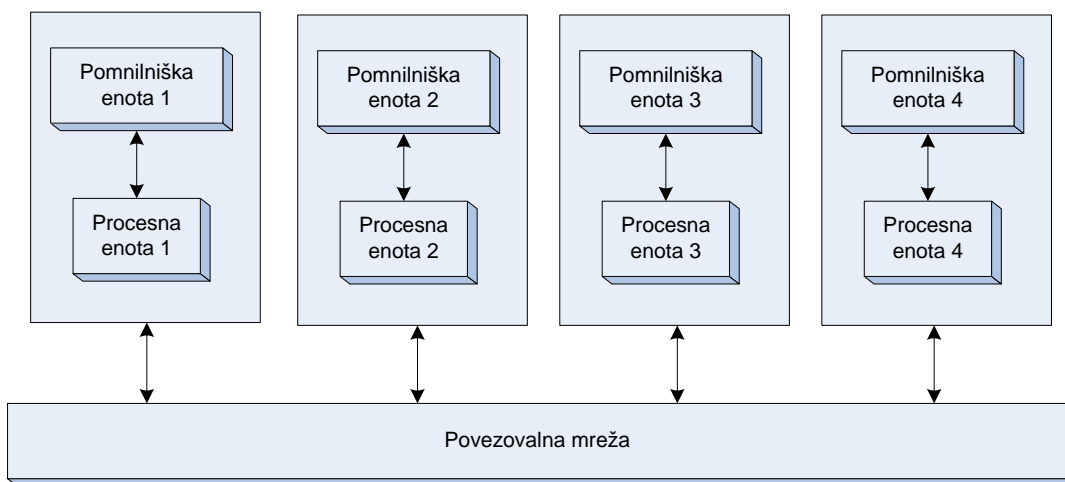 Pomnilniška
enota 1
Pomnilniška
enota 2
Pomnilniška
enota 3
Pomnilniška
enota 4
Procesna
enota 1
Procesna
enota 2
Procesna
enota 3
Procesna
enota 4
Povezovalna mreža